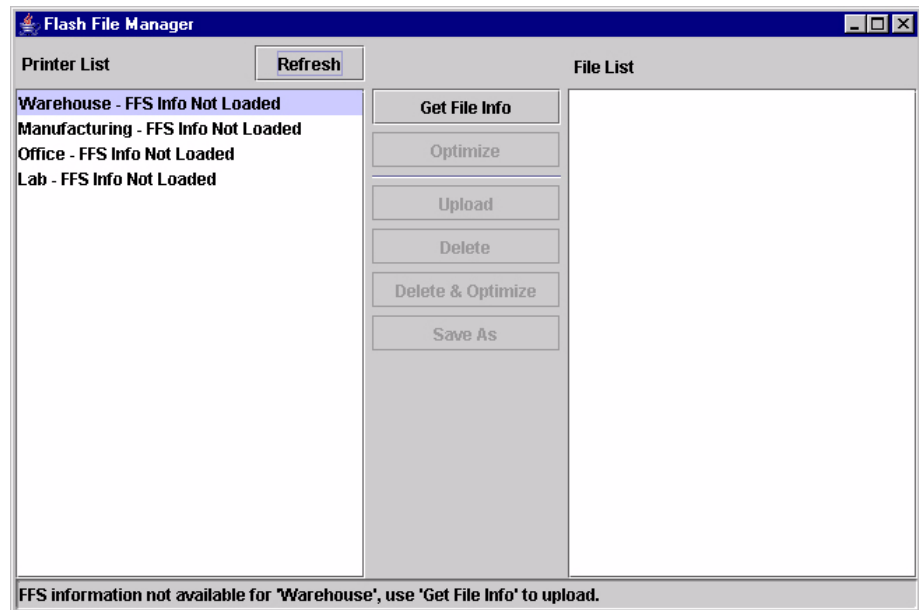 Flash File Manager
Printer List
Refresh
File List
Warehouse - FFS Info Not Loaded
Manufacturing - FFS Info Not Loaded
Office - FFS Info Not Loaded
Lab - FFS Info Not Loaded
Get File Info
Optimize
Upload
Delete
Delete & Optimize
Save As
FFS information not available for 'Warehouse', use 'Get File Info' to upload.